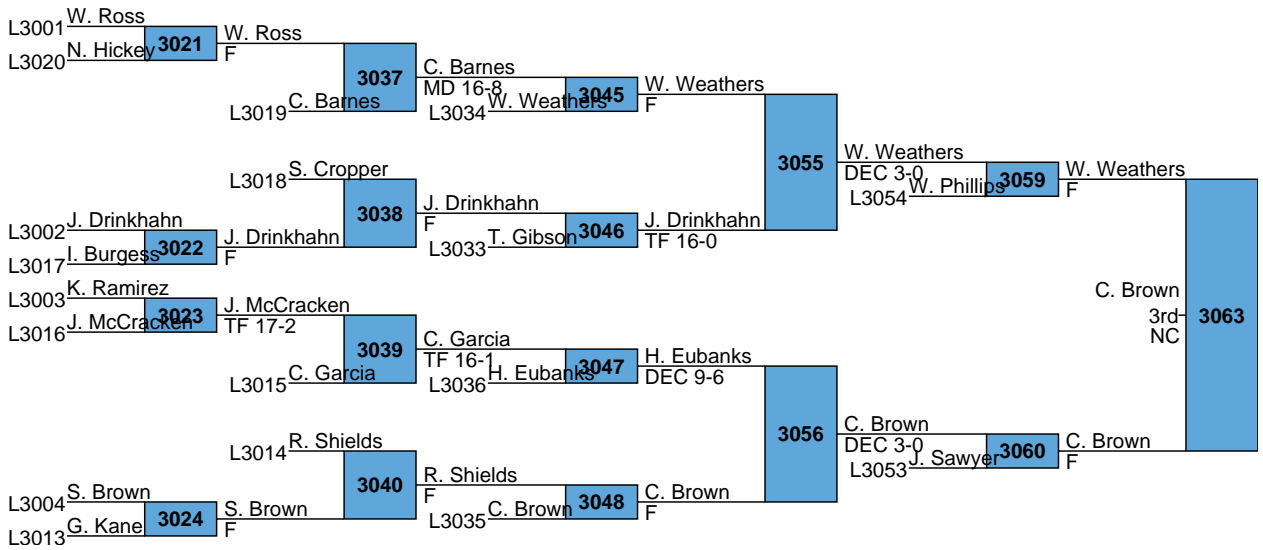 W. Ross
L3001
3021
N. Hickey
L3020
W. Ross
F
3037
C. Barnes
L3019
C. Barnes
MD 16-8
3045
W. Weathers
L3034
W. Weathers
F
S. Cropper
L3018
3038
J. Drinkhahn
L3002
3022
I. Burgess
L3017
J. Drinkhahn
F
J. Drinkhahn
F
3046
T. Gibson
L3033
J. Drinkhahn
TF 16-0
3055
W. Weathers
DEC 3-0
3059
W. Phillips
L3054
W. Weathers
F
K. Ramirez
L3003
3023
J. McCracken
L3016
J. McCracken
TF 17-2
3039
C. Garcia
L3015
C. Garcia
TF 16-1
3047
H. Eubanks
L3036
H. Eubanks
DEC 9-6
R. Shields
L3014
3040
S. Brown
L3004
3024
G. Kane
L3013
S. Brown
F
R. Shields
F
3048
C. Brown
L3035
C. Brown
F
3056
C. Brown
DEC 3-0
3060
J. Sawyer
L3053
C. Brown
F
C. Brown
3rd
NC
3063